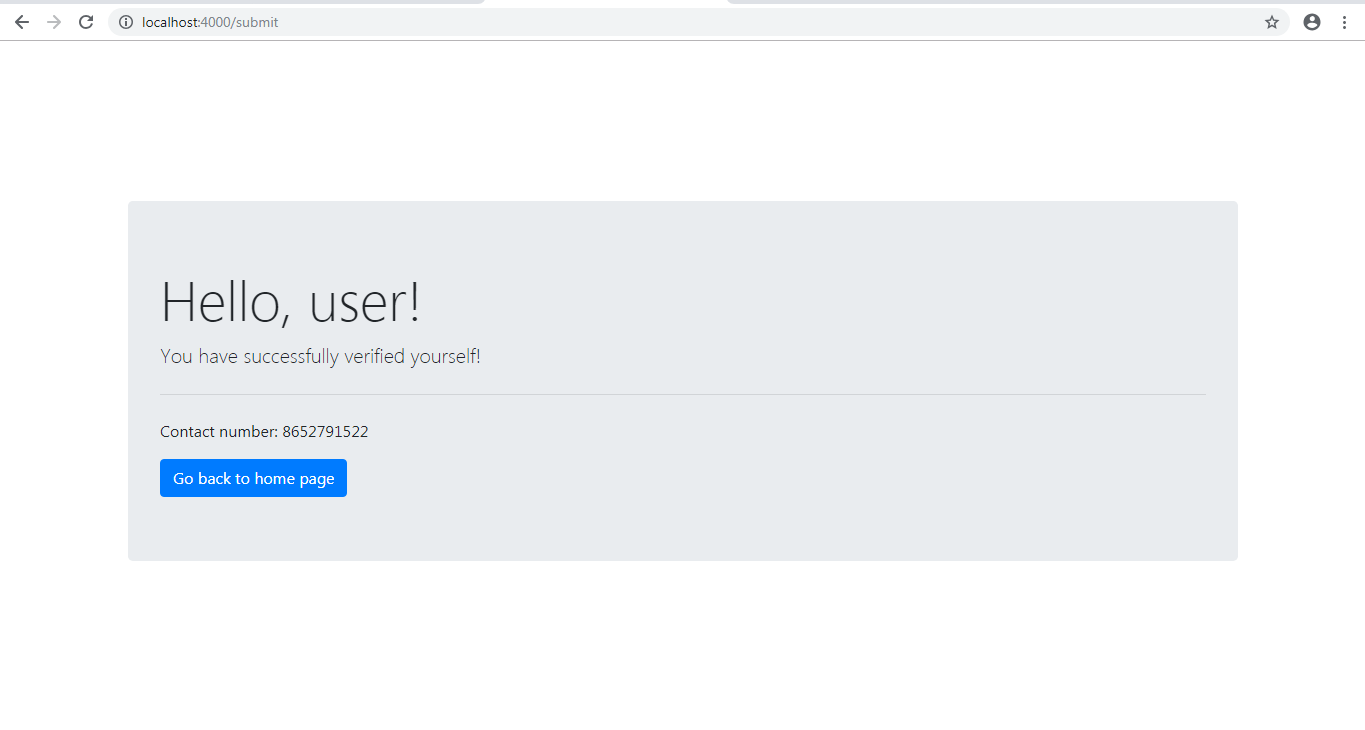 localhost:4000/submit
Hello, user!
You have successfully verified yourself!
Contact number: 8652791522
Go back to home page